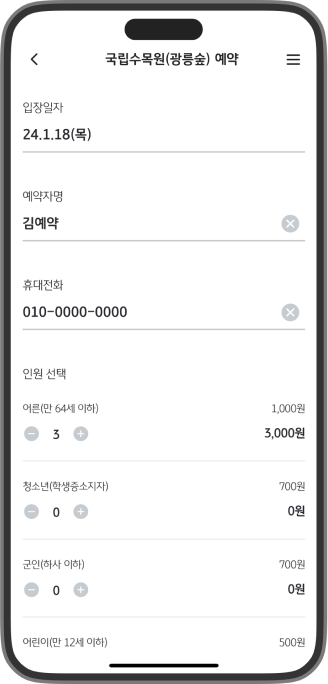 국립수목원(광릉숲) 예약
입장일자
24.1.18(목)
예약자명
김예약
휴대전화
010-0000-0000
인원 선택
어른(만 64세 이하) 1,000원
3 3,000원
청소년(학생증소지자) 700원
0 0원
군인(하사 이하) 700원
0 0원
어린이(만 12세 이하) 500원